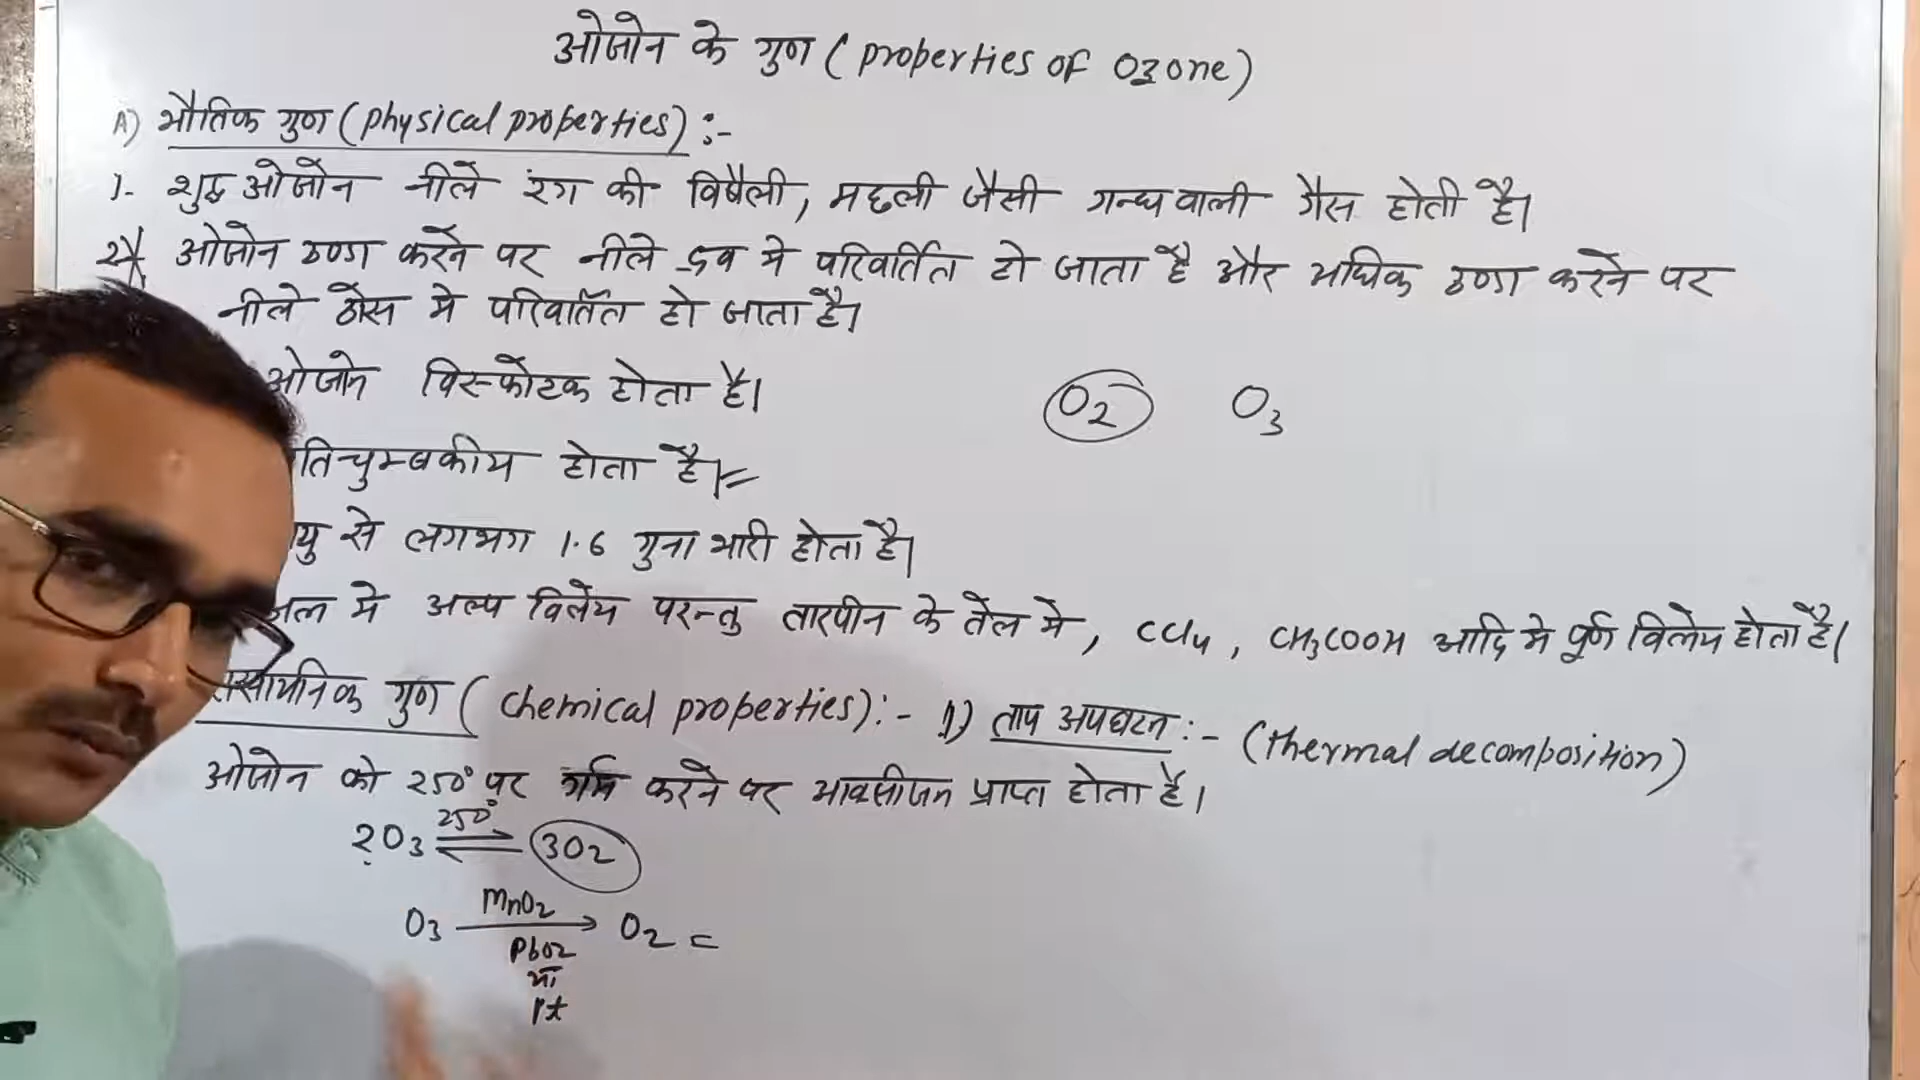 ओजोन के गुण (properties of Ozone)
A) भौतिक गुण (physical properties) :-
1- शुद्ध ओजोन नीले रंग की विषैली, मछली जैसी गन्धवाली गैस होती है।
2) ओजोन ठण्डा करने पर नीले द्रव मे परिवर्तित हो जाता है और अधिक ठण्डा करने पर
नीले ठोस मे परिवर्तित हो जाता है।
ओजोन विस्फोटक होता है।
O2 O3
तिचुम्बकीय होता है।
यु से लगभग 1.6 गुना भारी होता है।
जल मे अल्प विलेय परन्तु तारपीन के तेल मे, CCl4, CH3COOH आदि मे पूर्ण विलेय होता है।
रासायनिक गुण (chemical properties):- 1) ताप अपघटन :- (thermal decomposition)
ओजोन को 250° पर गर्म करने पर आक्सीजन प्राप्त होता है।
250°
2O3 ⇌ 3O2
MnO2
O3 → O2 =
PbO2
या
Pt